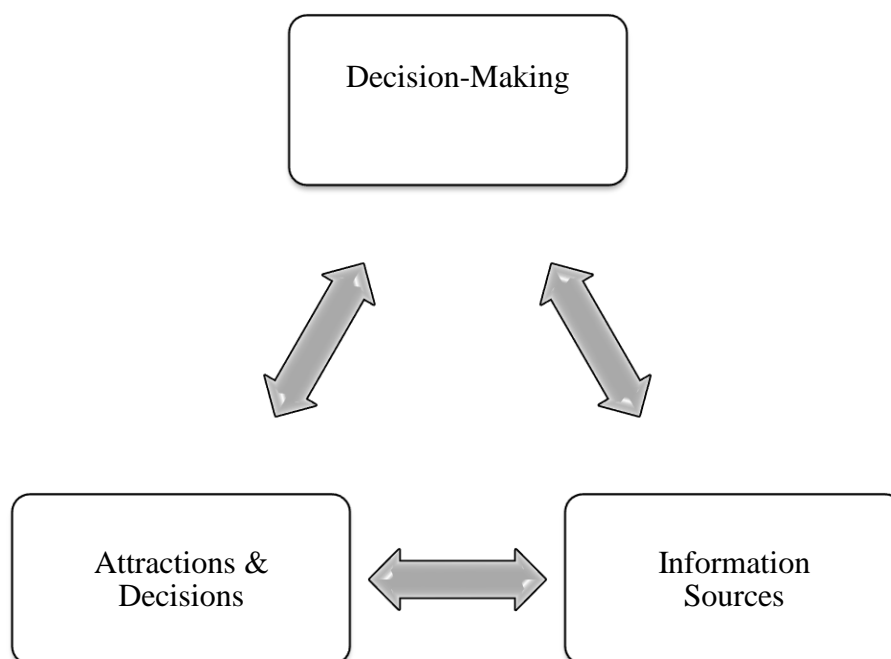 Decision-Making
Attractions &
Decisions
Information
Sources